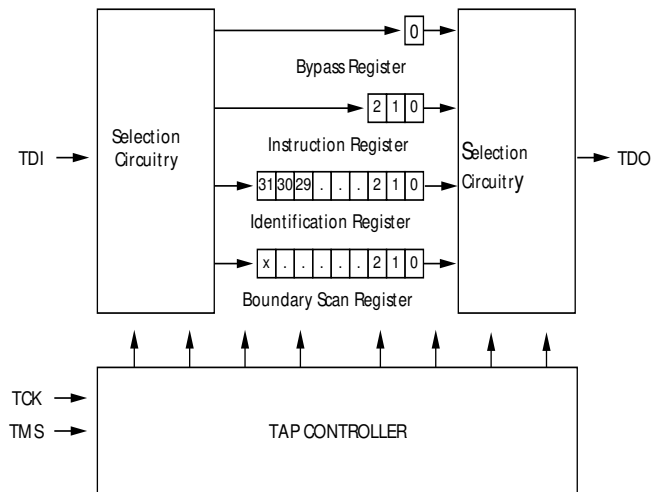 0
Bypass Register
2 1 0
Instruction Register
TDI
Selection
Circuitry
Selection
Circuitry
TDO
31 30 29 . . . 2 1 0
Identification Register
x . . . . . 2 1 0
Boundary Scan Register
TCK
TMS
TAP CONTROLLER